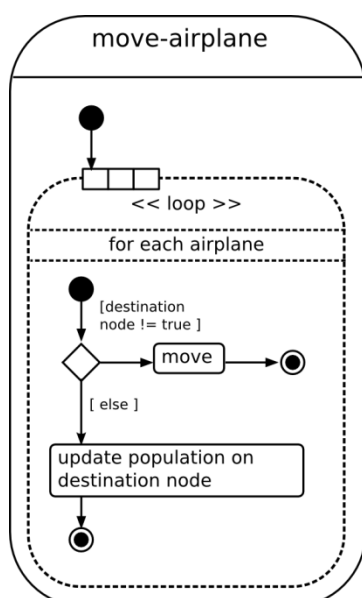 move-airplane
<< loop >>
for each airplane
[destination
node != true ]
move
[ else ]
update population on
destination node